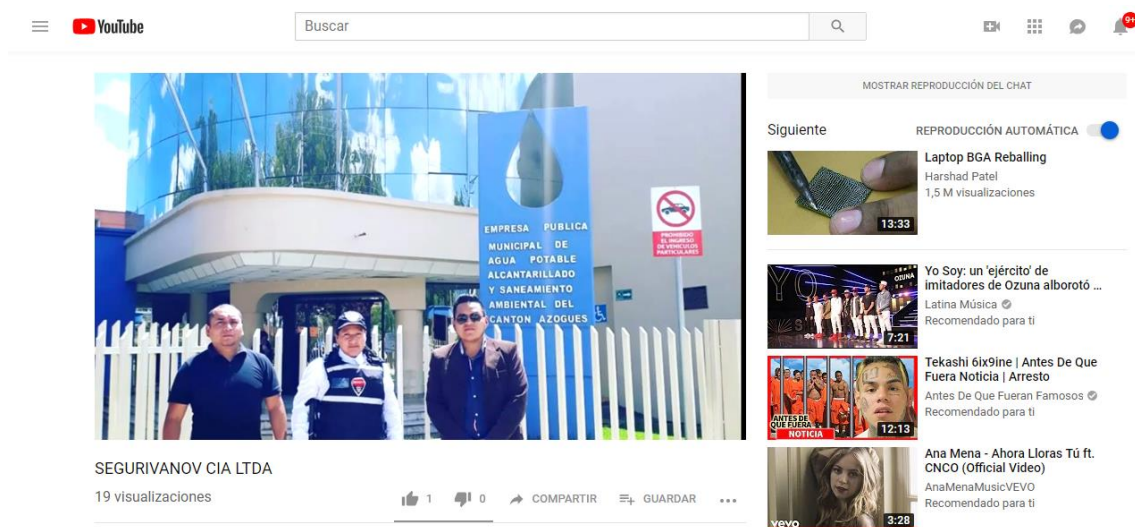 YouTube
Buscar
9+
EMPRESA PUBLICA
MUNICIPAL DE
AGUA POTABLE
ALCANTARILLADO
Y SANEAMIENTO
AMBIENTAL DEL
CANTON AZOGUES
PROHIBIDO
EL INGRESO
DE VEHICULOS
PARTICULARES
SEGURIVANOV CIA LTDA
19 visualizaciones
1
0
COMPARTIR
GUARDAR
MOSTRAR REPRODUCCIÓN DEL CHAT
Siguiente
REPRODUCCIÓN AUTOMÁTICA
13:33
Laptop BGA Reballing
Harshad Patel
1,5 M visualizaciones
YO
OZUNA
7:21
Yo Soy: un 'ejército' de
imitadores de Ozuna alborotó ...
Latina Música
Recomendado para ti
ANTES DE
QUE FUERA
NOTICIA
12:13
Tekashi 6ix9ine | Antes De Que
Fuera Noticia | Arresto
Antes De Que Fueran Famosos
Recomendado para ti
vevo
3:28
Ana Mena - Ahora Lloras Tú ft.
CNCO (Official Video)
AnaMenaMusicVEVO
Recomendado para ti